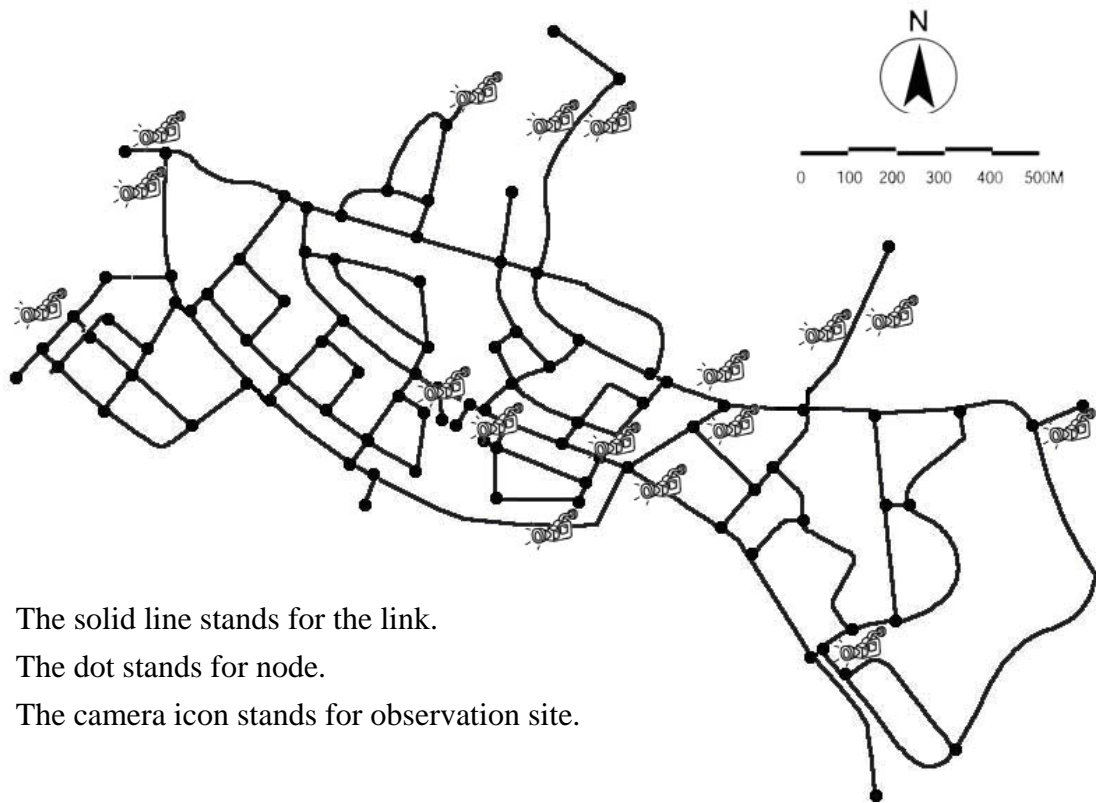 N
0 100 200 300 400 500M
The solid line stands for the link.
The dot stands for node.
The camera icon stands for observation site.